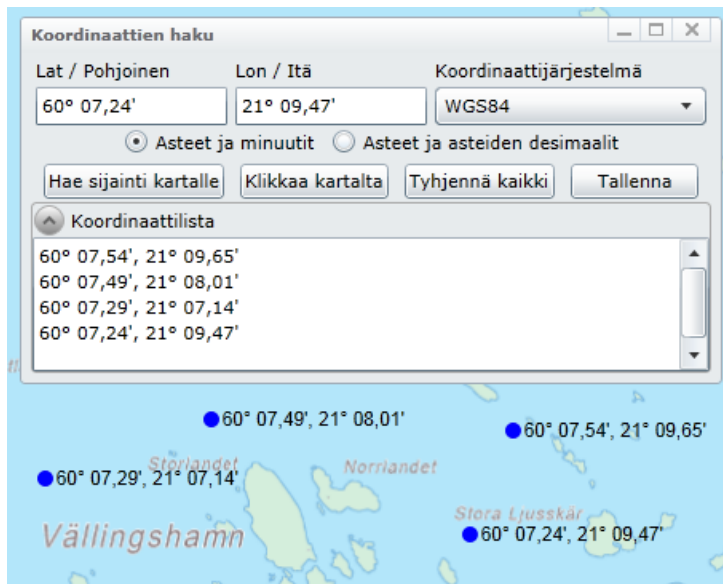 Koordinaattien haku
Lat / Pohjoinen Lon / Itä Koordinaattijärjestelmä
60° 07,24' 21° 09,47' WGS84
Asteet ja minuutit Asteet ja asteiden desimaalit
Hae sijainti kartalle Klikkaa kartalta Tyhjennä kaikki Tallenna
Koordinaattilista
60° 07,54', 21° 09,65'
60° 07,49', 21° 08,01'
60° 07,29', 21° 07,14'
60° 07,24', 21° 09,47'
60° 07,49', 21° 08,01'
60° 07,54', 21° 09,65'
Storlandet Norrlandet
60° 07,29', 21° 07,14'
Stora Ljusskär
Vällingshamn
60° 07,24', 21° 09,47'